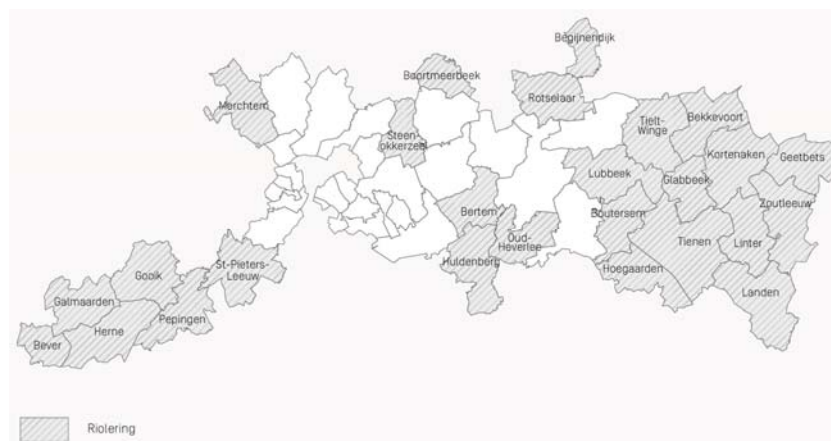 Begijnendijk
Boortmeerbeek
Rotselaar
Merchtem
Steen-
okkerzeel
Tielt-
Winge
Bekkevoort
Kortenaken
Geetbets
Lubbeek
Glabbeek
Zoutleeuw
Bertem
Boutersem
Oud-
Heverlee
Tienen
Linter
Huldenberg
Hoegaarden
St-Pieters-
Leeuw
Gooik
Landen
Galmaarden
Pepingen
Herne
Bever
Riolering